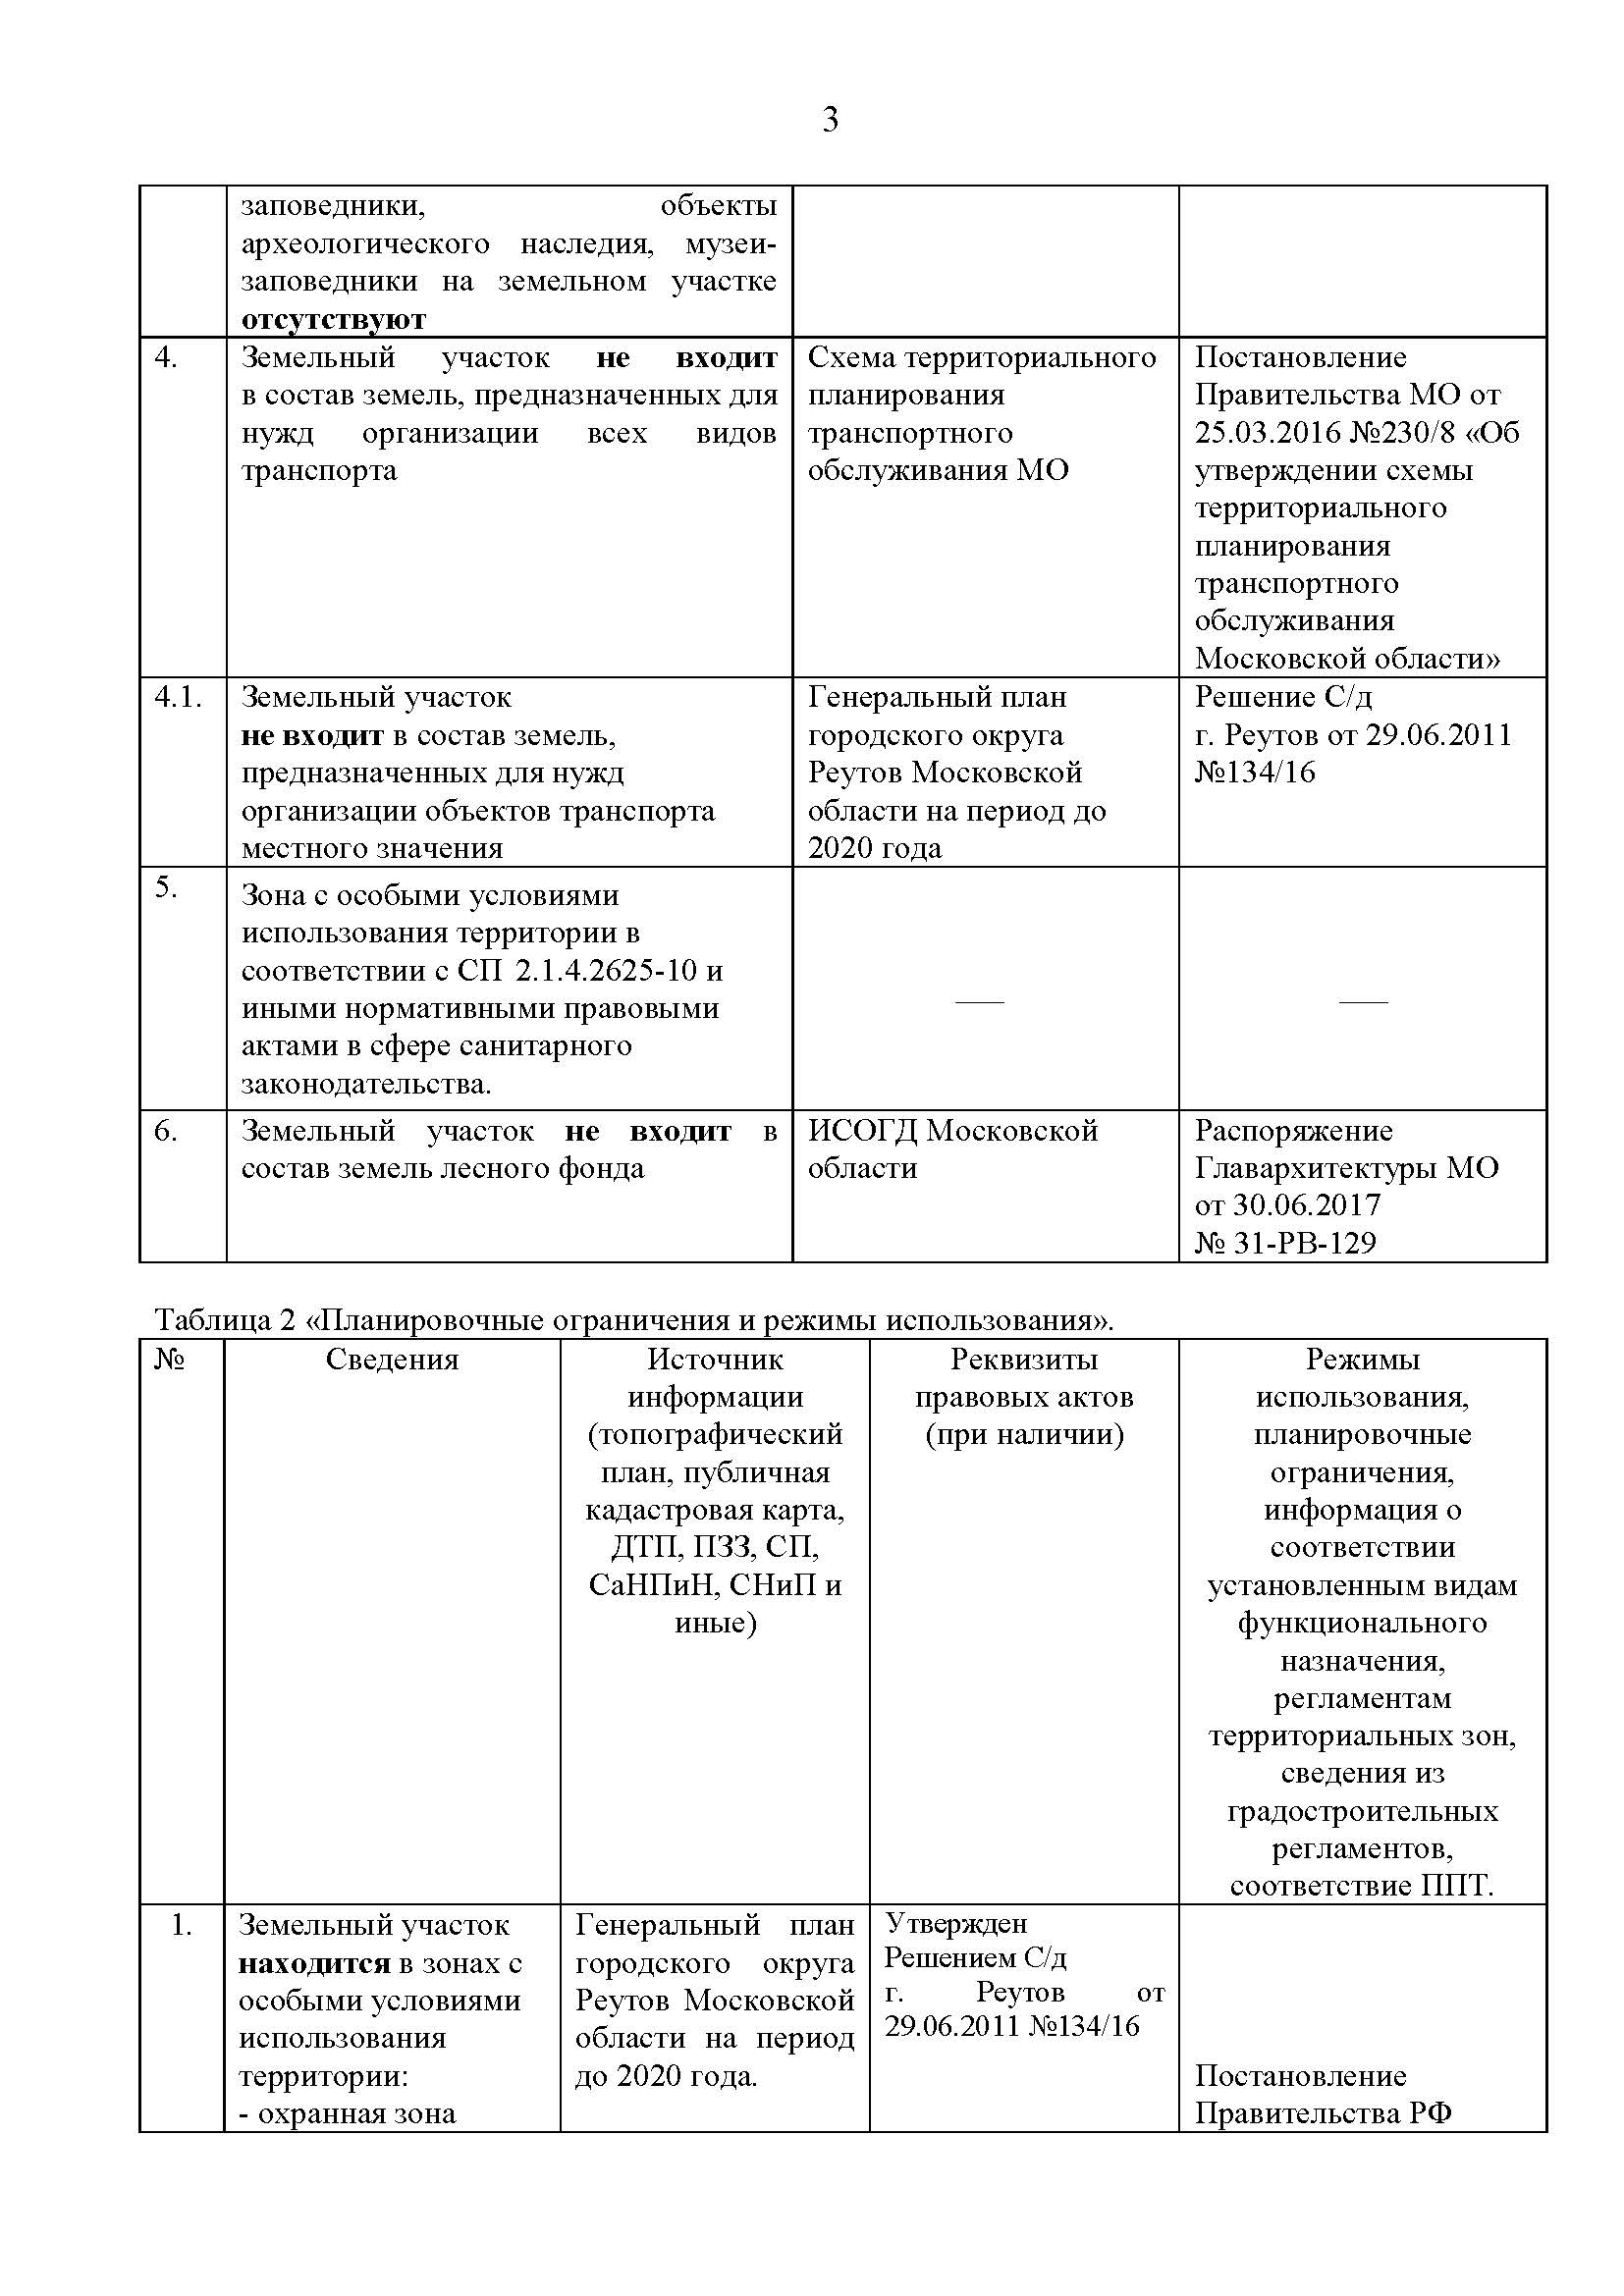 3
заповедники, объекты
археологического наследия, музеи-
заповедники на земельном участке
отсутствуют
4.
Земельный участок не входит
в состав земель, предназначенных для
нужд организации всех видов
транспорта
Схема территориального
планирования
транспортного
обслуживания МО
Постановление
Правительства МО от
25.03.2016 №230/8 «Об
утверждении схемы
территориального
планирования
транспортного
обслуживания
Московской области»
4.1.
Земельный участок
не входит в состав земель,
предназначенных для нужд
организации объектов транспорта
местного значения
Генеральный план
городского округа
Реутов Московской
области на период до
2020 года
Решение С/д
г. Реутов от 29.06.2011
№134/16
5.
Зона с особыми условиями
использования территории в
соответствии с СП 2.1.4.2625-10 и
иными нормативными правовыми
актами в сфере санитарного
законодательства.
___
___
6.
Земельный участок не входит в
состав земель лесного фонда
ИСОГД Московской
области
Распоряжение
Главархитектуры МО
от 30.06.2017
№ 31-РВ-129
Таблица 2 «Планировочные ограничения и режимы использования».
№
Сведения
Источник
информации
(топографический
план, публичная
кадастровая карта,
ДТП, ПЗЗ, СП,
СаНПиН, СНиП и
иные)
Реквизиты
правовых актов
(при наличии)
Режимы
использования,
планировочные
ограничения,
информация о
соответствии
установленным видам
функционального
назначения,
регламентам
территориальных зон,
сведения из
градостроительных
регламентов,
соответствие ППТ.
1.
Земельный участок
находится в зонах с
особыми условиями
использования
территории:
- охранная зона
Генеральный план
городского округа
Реутов Московской
области на период
до 2020 года.
Утвержден
Решением С/д
г. Реутов от
29.06.2011 №134/16
Постановление
Правительства РФ